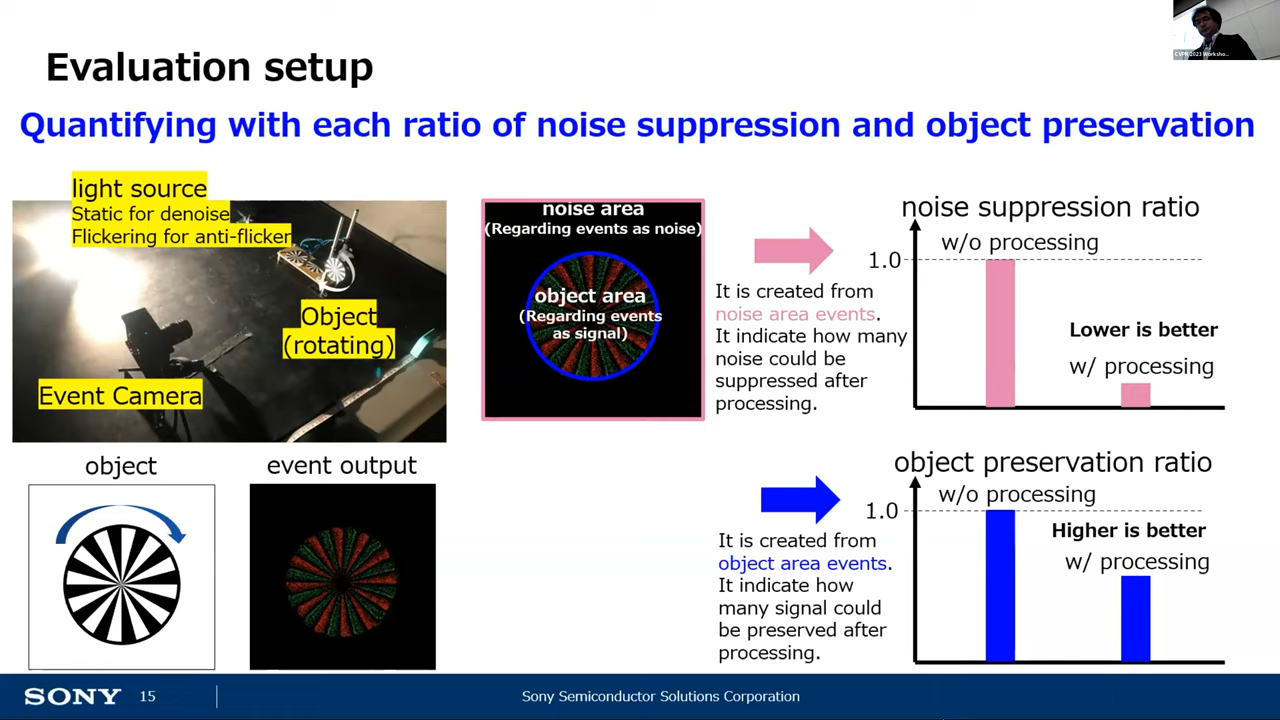 Evaluation setup
Quantifying with each ratio of noise suppression and object preservation
light source
Static for denoise
Flickering for anti-flicker
Object
(rotating)
Event Camera
object
event output
noise area
(Regarding events as noise)
object area
(Regarding events
as signal)
It is created from
noise area events.
It indicate how many
noise could be
suppressed after
processing.
noise suppression ratio
w/o processing
1.0
Lower is better
w/ processing
It is created from
object area events.
It indicate how
many signal could
be preserved after
processing.
object preservation ratio
w/o processing
1.0
Higher is better
w/ processing
SONY
15
Sony Semiconductor Solutions Corporation
CVPR 2023 Worksho...